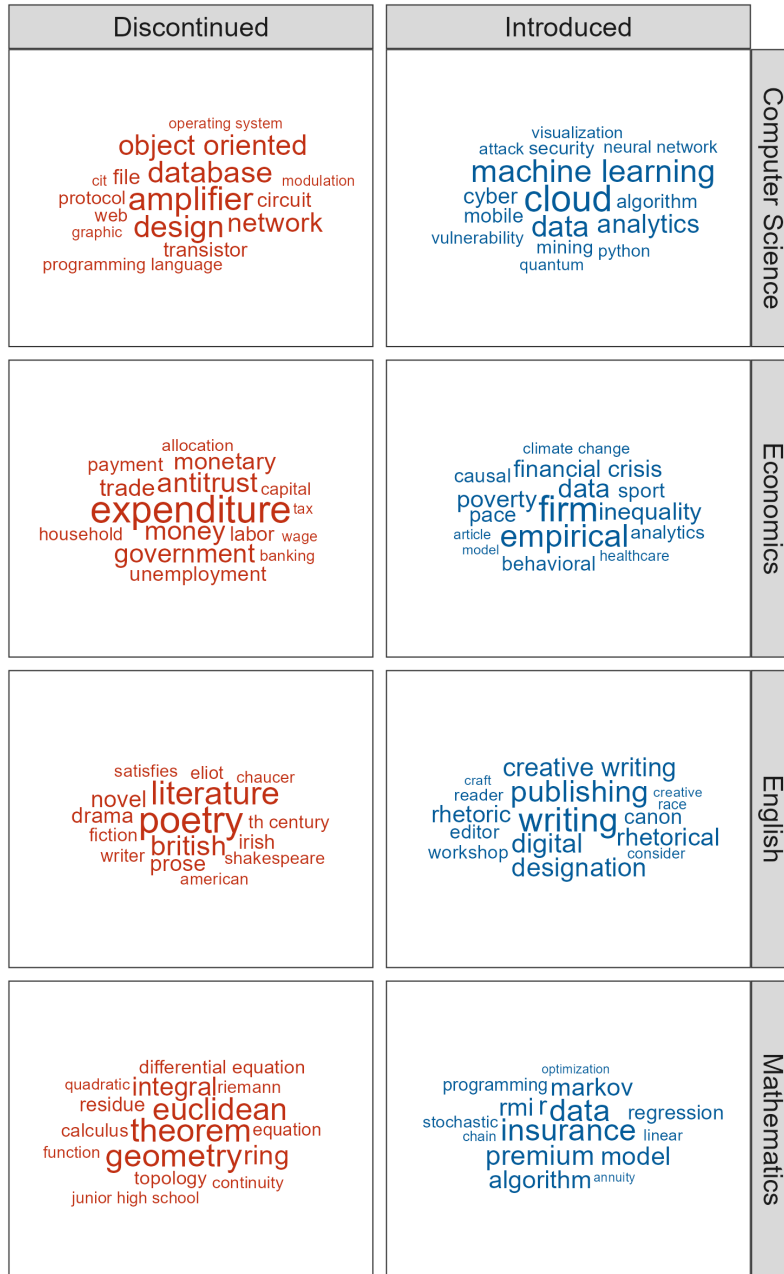 Discontinued
Introduced
Computer Science
operating system
object oriented
cit file database modulation
protocol amplifier circuit
web
graphic design network
transistor
programming language
visualization
attack security neural network
machine learning
cyber cloud algorithm
mobile
vulnerability data analytics
mining python
quantum
Economics
allocation
payment monetary
trade antitrust capital
expenditure tax
household money labor wage
government banking
unemployment
climate change
causal financial crisis
data sport
poverty firm inequality
pace
article empirical analytics
model
behavioral healthcare
English
satisfies eliot chaucer
novel literature
drama poetry th century
fiction british irish
writer prose shakespeare
american
creative writing
craft
reader publishing creative
race
rhetoric writing canon
editor digital rhetorical
workshop consider
designation
Mathematics
differential equation
quadratic integral riemann
residue euclidean
calculus theorem equation
function geometry ring
topology continuity
junior high school
optimization
programming markov
rmi r data regression
stochastic
chain insurance linear
premium model
algorithm annuity